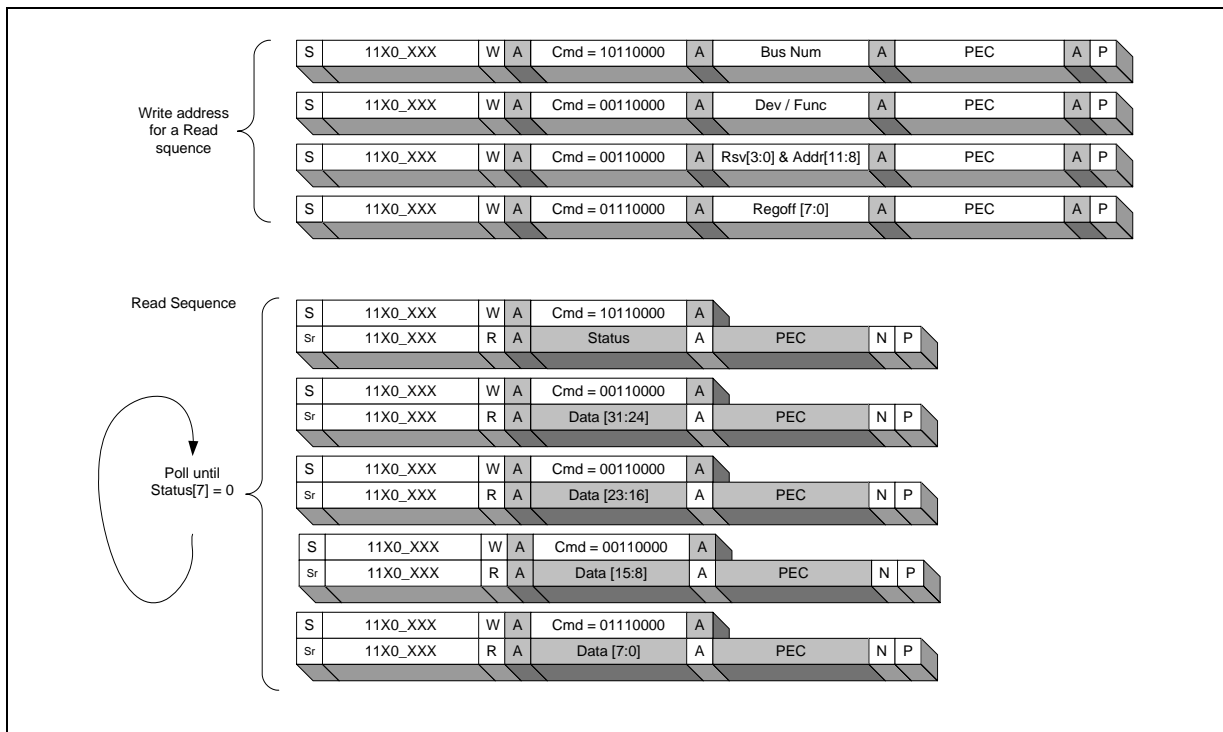 S 11X0_XXX W A Cmd = 10110000 A Bus Num A PEC A P
Write address
for a Read
squence
S 11X0_XXX W A Cmd = 00110000 A Dev / Func A PEC A P
S 11X0_XXX W A Cmd = 00110000 A Rsv[3:0] & Addr[11:8] A PEC A P
S 11X0_XXX W A Cmd = 01110000 A Regoff [7:0] A PEC A P
Read Sequence
S 11X0_XXX W A Cmd = 10110000 A
Sr 11X0_XXX R A Status A PEC N P
S 11X0_XXX W A Cmd = 00110000 A
Sr 11X0_XXX R A Data [31:24] A PEC N P
Poll until
Status[7] = 0
S 11X0_XXX W A Cmd = 00110000 A
Sr 11X0_XXX R A Data [23:16] A PEC N P
S 11X0_XXX W A Cmd = 00110000 A
Sr 11X0_XXX R A Data [15:8] A PEC N P
S 11X0_XXX W A Cmd = 01110000 A
Sr 11X0_XXX R A Data [7:0] A PEC N P